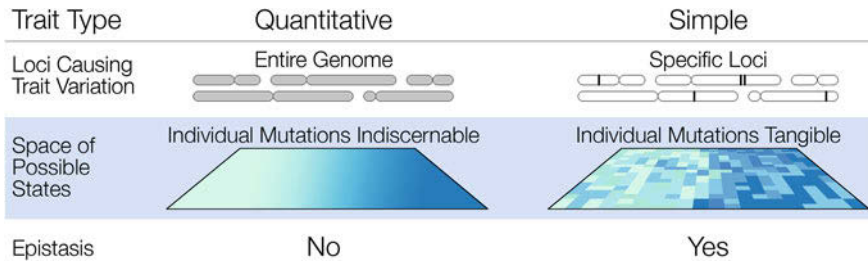 Trait Type Quantitative Simple
Loci Causing Trait Variation Entire Genome Specific Loci
Space of Possible States Individual Mutations Indiscernable Individual Mutations Tangible
Epistasis No Yes